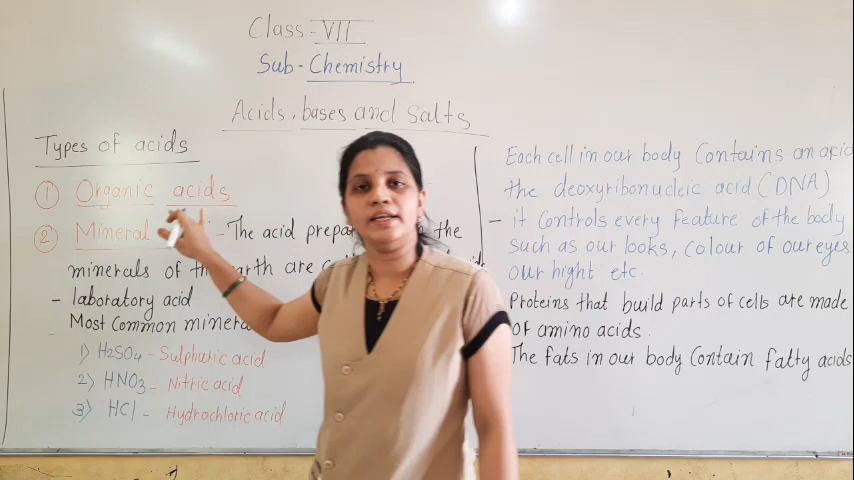 Class - VII
Sub - Chemistry
Acids, bases and Salts
Types of acids
① Organic acids
② Mineral - The acid the
minerals of the are
- laboratory acid
Most Common
1) H2SO4 - Sulphuric acid
2) HNO3 - Nitric acid
3) HCl - Hydrochloric acid
Each cell in our body Contains an acid
the deoxyribonucleic acid (DNA)
- it Controls every feature of the body
such as our looks, colour of our eyes
our hight etc.
Proteins that build parts of cells are made
of amino acids.
The fats in our body Contain fatty acids